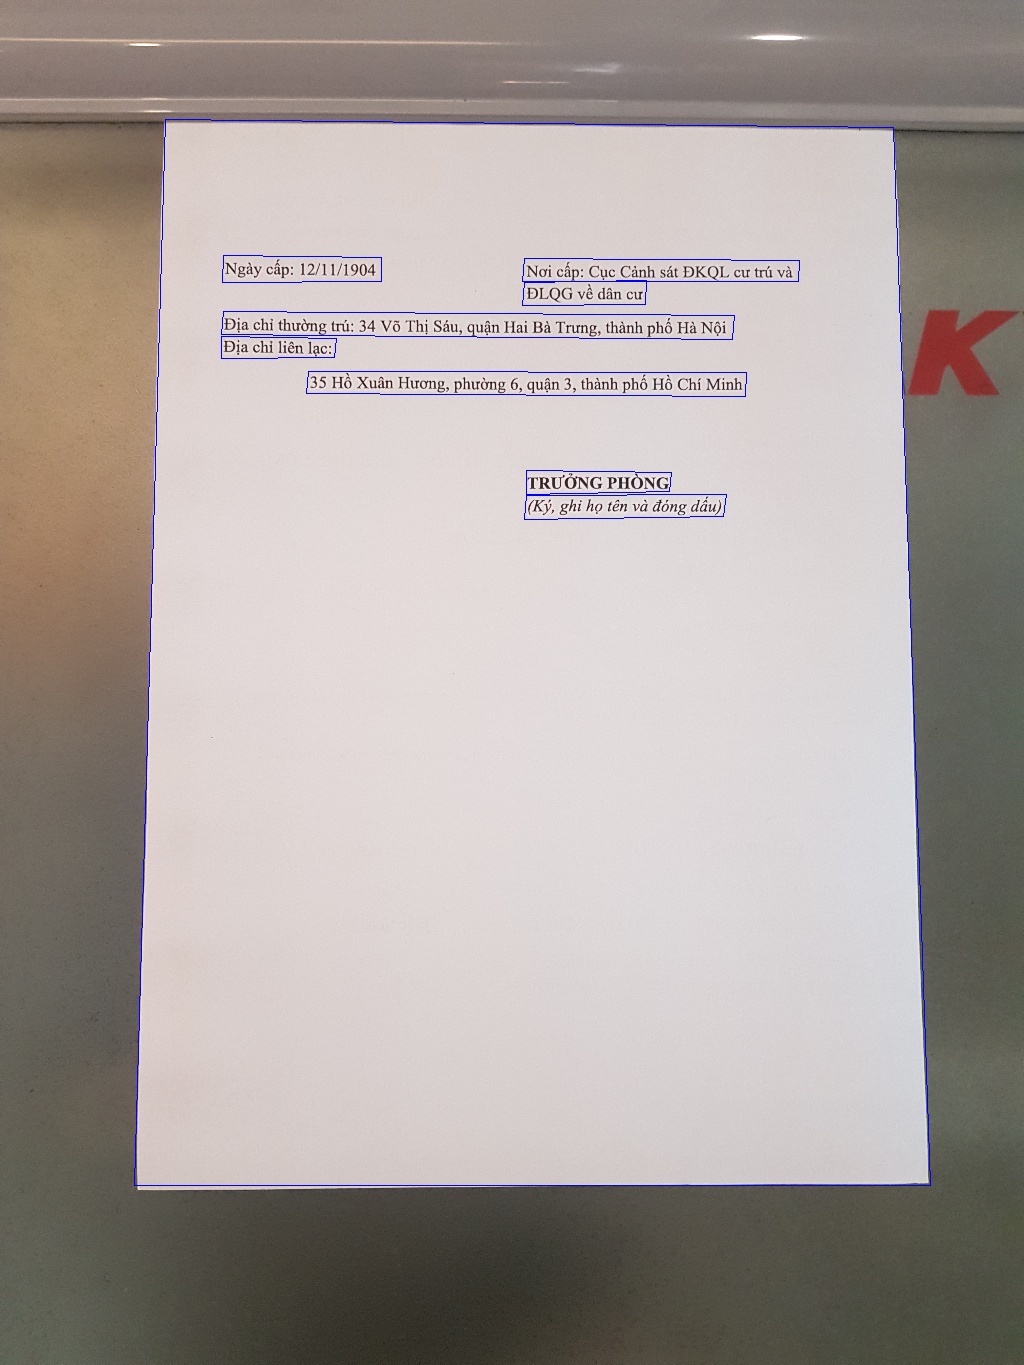 Ngày cấp: 12/11/1904
Nơi cấp: Cục Cảnh sát ĐKQL cư trú và
ĐLQG về dân cư
Địa chỉ thường trú: 34 Võ Thị Sáu, quận Hai Bà Trưng, thành phố Hà Nội
Địa chỉ liên lạc:
35 Hồ Xuân Hương, phường 6, quận 3, thành phố Hồ Chí Minh
TRƯỞNG PHÒNG
(Ký, ghi họ tên và đóng dấu)
K